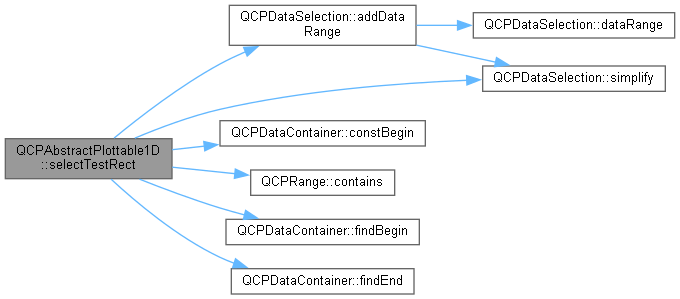 QCPAbstractPlottable1D
::selectTestRect
QCPDataSelection::addData
Range
QCPDataSelection::dataRange
QCPDataSelection::simplify
QCPDataContainer::constBegin
QCPRange::contains
QCPDataContainer::findBegin
QCPDataContainer::findEnd